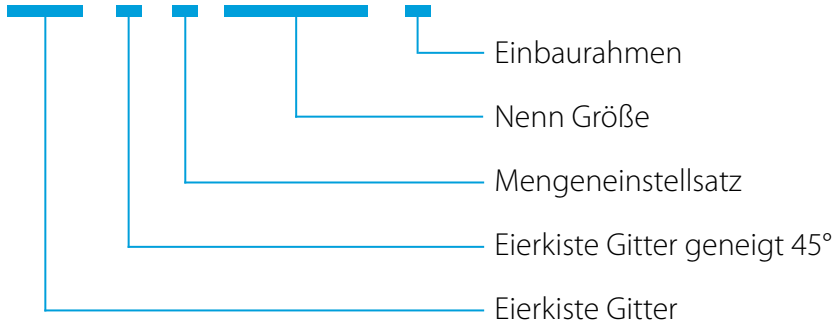 Einbaurahmen
Nenn Größe
Mengeneinstellsatz
Eierkiste Gitter geneigt 45°
Eierkiste Gitter